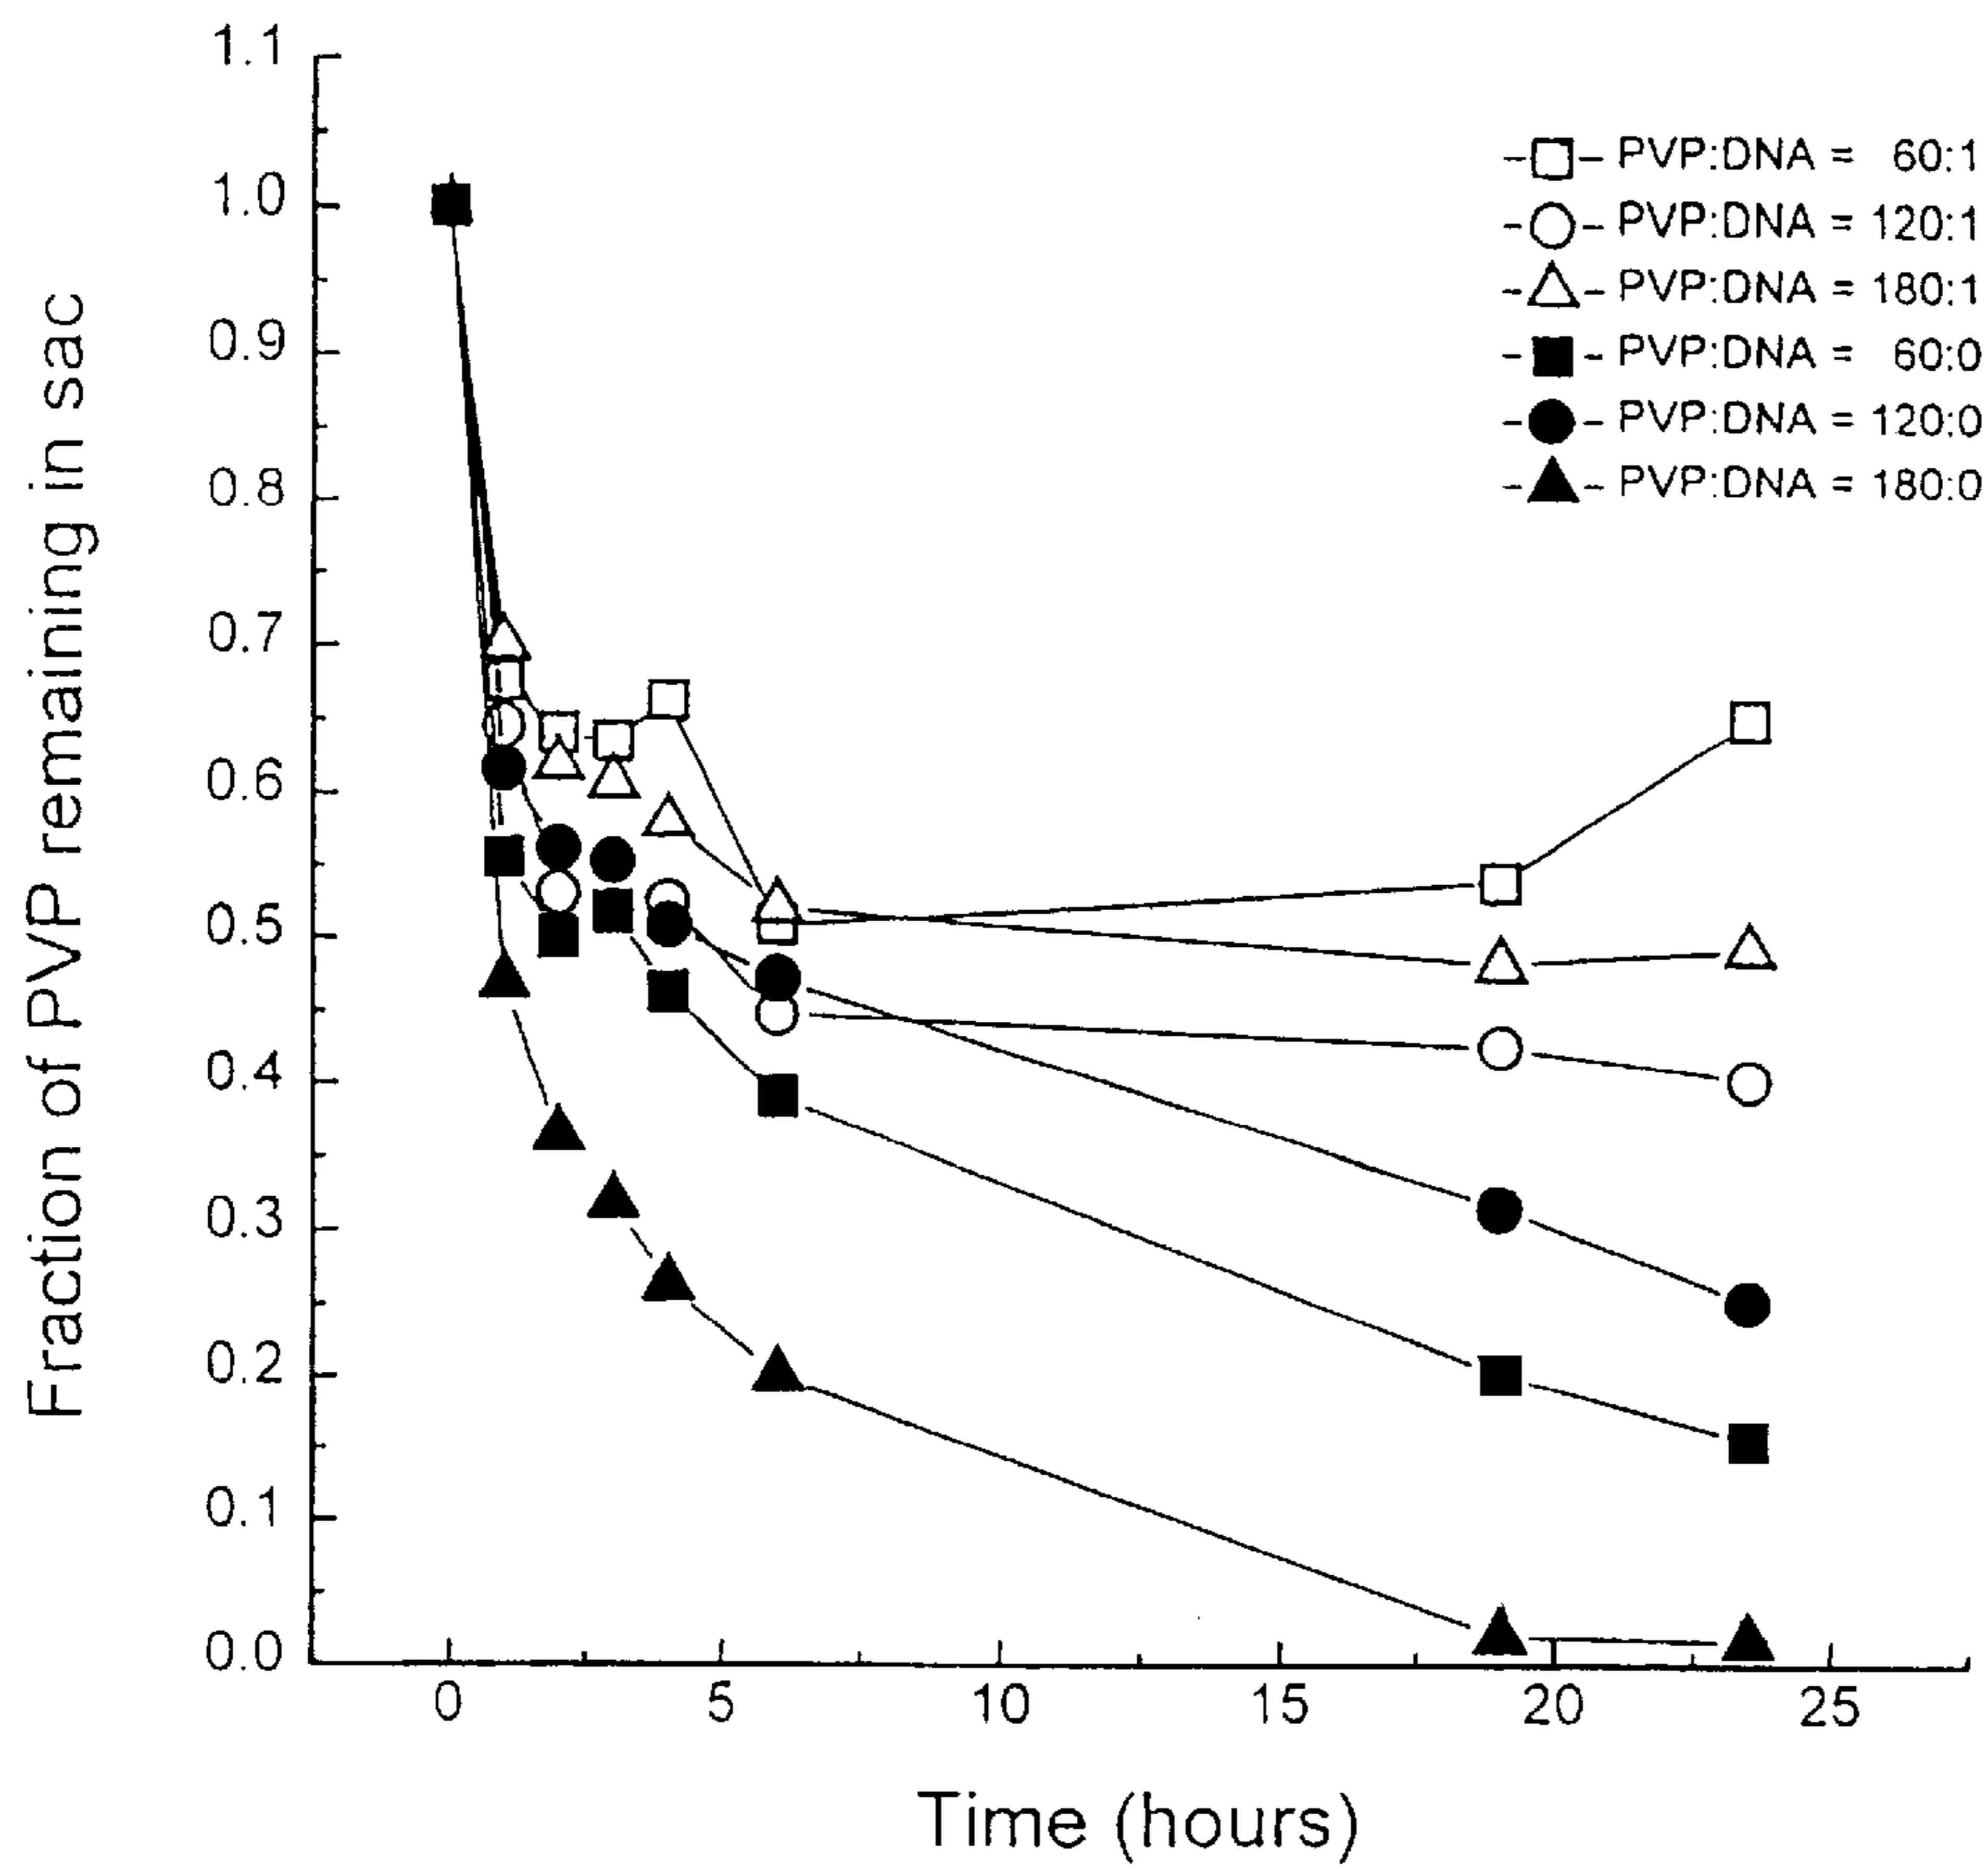 Fraction of PVP remaining in sac
1.1
1.0
0.9
0.8
0.7
0.6
0.5
0.4
0.3
0.2
0.1
0.0
PVP:DNA = 60:1
PVP:DNA = 120:1
PVP:DNA = 180:1
PVP:DNA = 60:0
PVP:DNA = 120:0
PVP:DNA = 180:0
0 5 10 15 20 25
Time (hours)